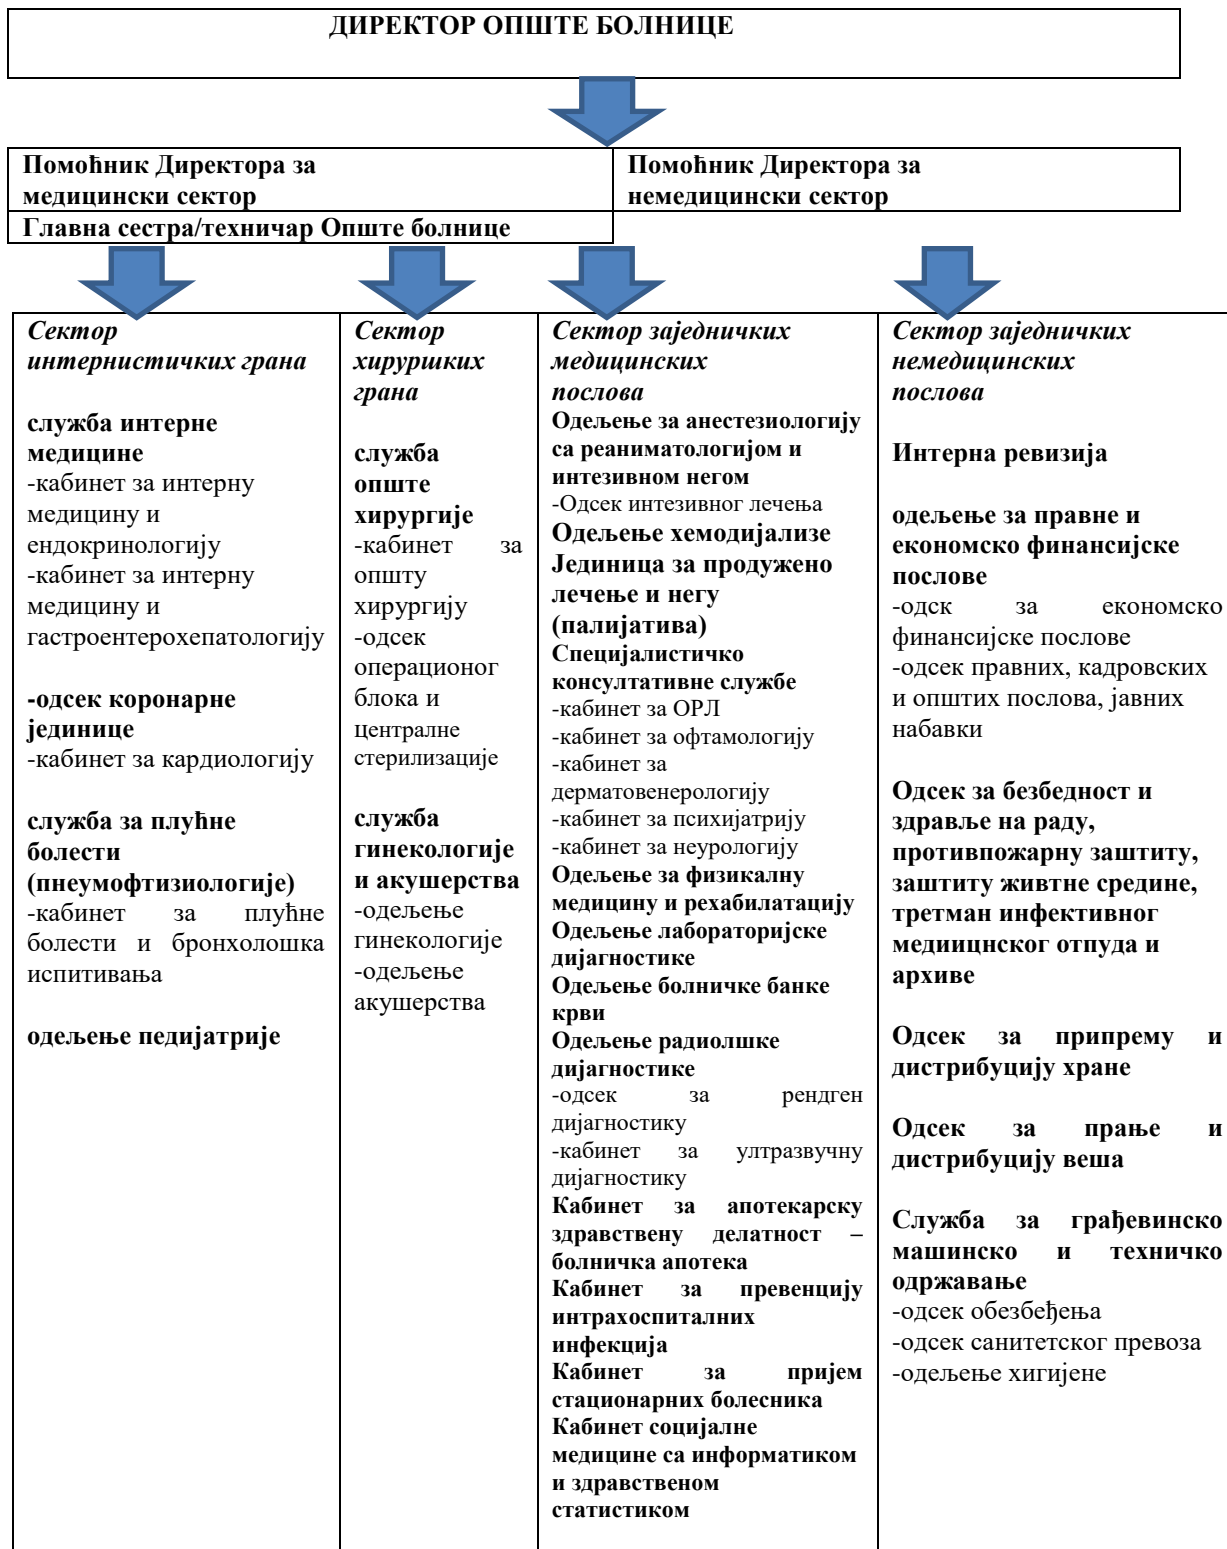 ДИРЕКТОР ОПШТЕ БОЛНИЦЕ
Помоћник Директора за
медицински сектор
Помоћник Директора за
немедицински сектор
Главна сестра/техничар Опште болнице
Сектор
интернистичких грана
служба интерне
медицине
-кабинет за интерну
медицину и
ендокринологију
-кабинет за интерну
медицину и
гастроентерохепатологију
-одсек коронарне
јединице
-кабинет за кардиологију
служба за плућне
болести
(пнеумофтизиологије)
-кабинет за плућне
болести и бронхолошка
испитивања
одељење педијатрије
Сектор
хируршких
грана
служба
опште
хирургије
-кабинет за
општу
хирургију
-одсек
операционог
блока и
централне
стерилизације
служба
гинекологије
и акушерства
-одељење
гинекологије
-одељење
акушерства
Сектор заједничких
медицинских
послова
Одељење за анестезиологију
са реаниматологијом и
интезивном негом
-Одсек интезивног лечења
Одељење хемодијализе
Јединица за продужено
лечење и негу
(палијатива)
Специјалистичко
консултативне службе
-кабинет за ОРЛ
-кабинет за офтамологију
-кабинет за
дерматовенерологију
-кабинет за психијатрију
-кабинет за неурологију
Одељење за физикалну
медицину и рехабилатацију
Одељење лабораторијске
дијагностике
Одељење болничке банке
крви
Одељење радиолшке
дијагностике
-одсек за рендген
дијагностику
-кабинет за ултразвучну
дијагностику
Кабинет за апотекарску
здравствену делатност –
болничка апотека
Кабинет за превенцију
интрахоспиталних
инфекција
Кабинет за пријем
стационарних болесника
Кабинет социјалне
медицине са информатиком
и здравственом
статистиком
Сектор заједничких
немедицинских
послова
Интерна ревизија
одељење за правне и
економско финансијске
послове
-одск за економско
финансијске послове
-одсек правних, кадровских
и општих послова, јавних
набавки
Одсек за безбедност и
здравље на раду,
противпожарну заштиту,
заштиту живтне средине,
третман инфективног
медиицнског отпуда и
архиве
Одсек за припрему и
дистрибуцију хране
Одсек за прање и
дистрибуцију веша
Служба за грађевинско
машинско и техничко
одржавање
-одсек обезбеђења
-одсек санитетског превоза
-одељење хигијене